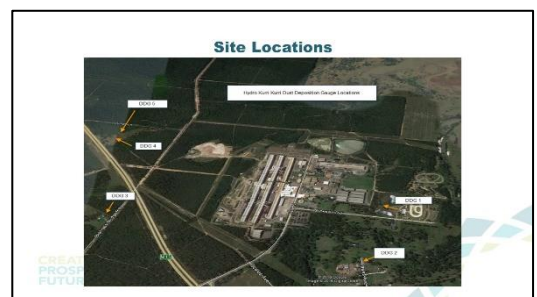 Site Locations
Hydro Kurri Kurri Dust Deposition Gauge Locations
DDG 5
DDG 4
DDG 3
DDG 1
DDG 2
M15
CREAT
PROSP
FUTUR